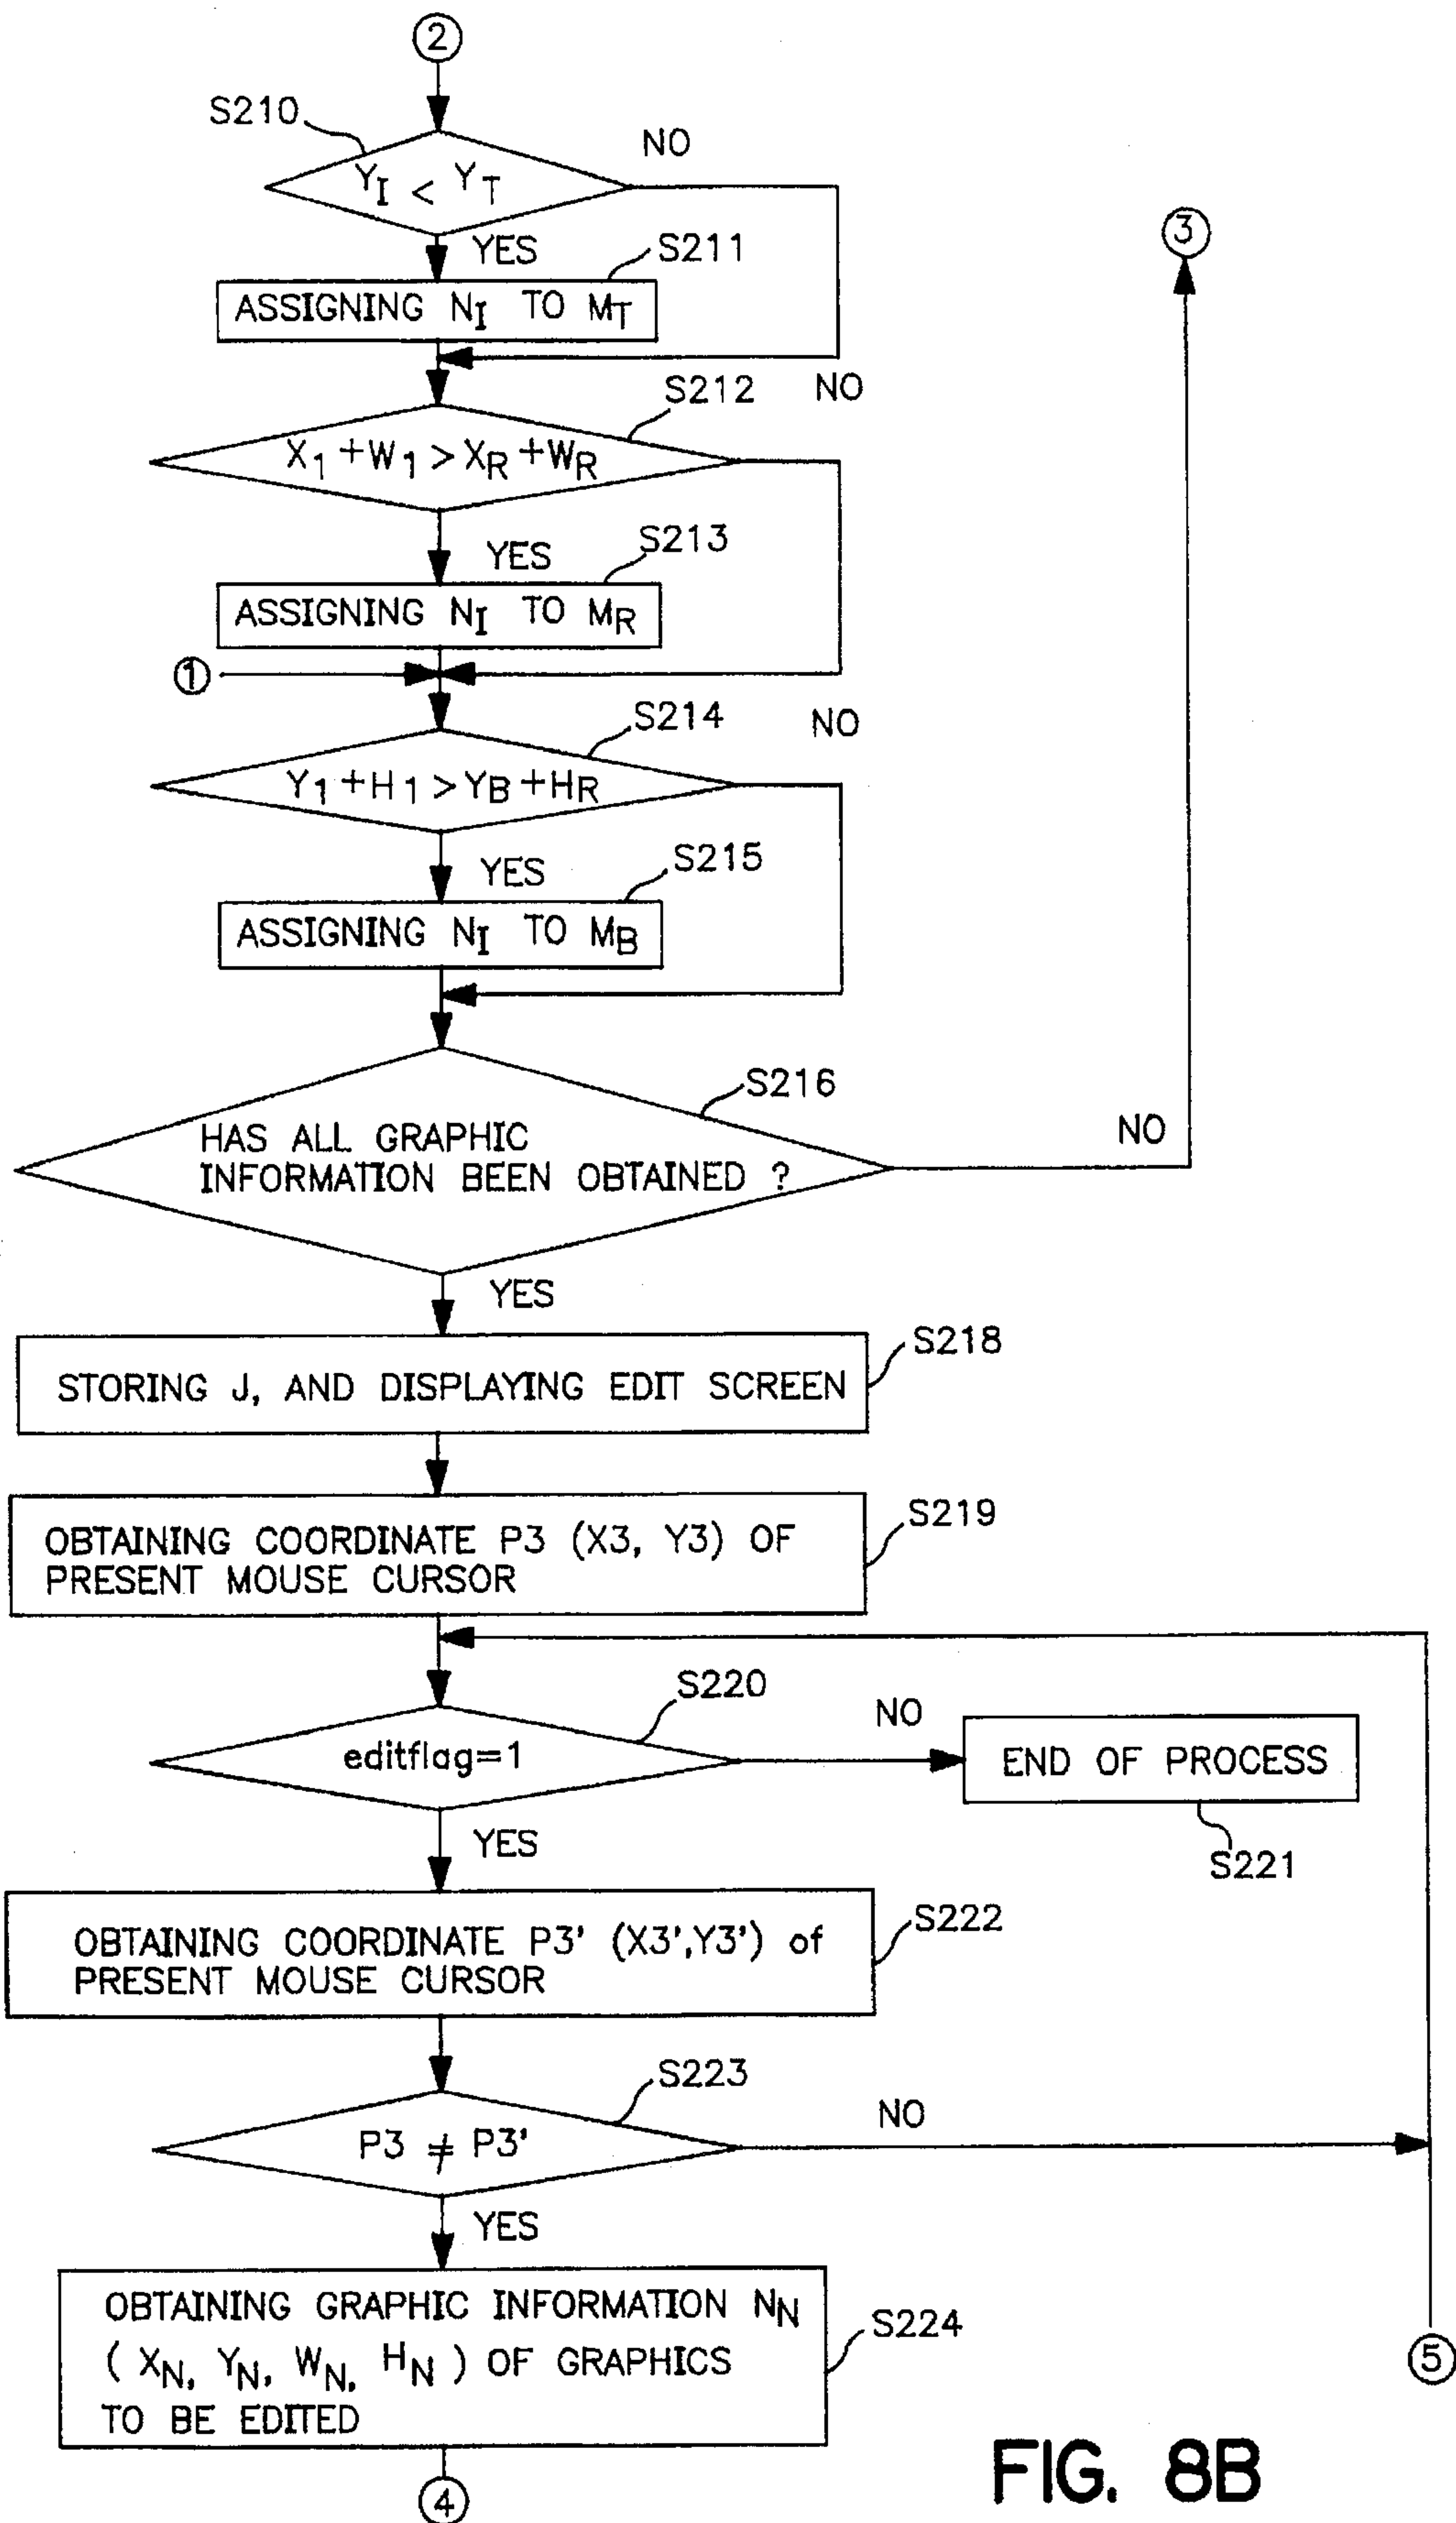 ②
S210
NO
YI < YT
YES
S211
③
ASSIGNING NI TO MT
S212
NO
X1+W1>XR+WR
YES
S213
ASSIGNING NI TO MR
①
S214
NO
Y1+H1>YB+HR
YES
S215
ASSIGNING NI TO MB
S216
HAS ALL GRAPHIC
INFORMATION BEEN OBTAINED ?
NO
YES
S218
STORING J, AND DISPLAYING EDIT SCREEN
S219
OBTAINING COORDINATE P3 (X3, Y3) OF
PRESENT MOUSE CURSOR
S220
NO
editflag=1
END OF PROCESS
YES
S221
S222
OBTAINING COORDINATE P3' (X3',Y3') of
PRESENT MOUSE CURSOR
S223
NO
P3 ≠ P3'
YES
OBTAINING GRAPHIC INFORMATION NN
S224
( XN, YN, WN, HN ) OF GRAPHICS
TO BE EDITED
⑤
④
FIG. 8B